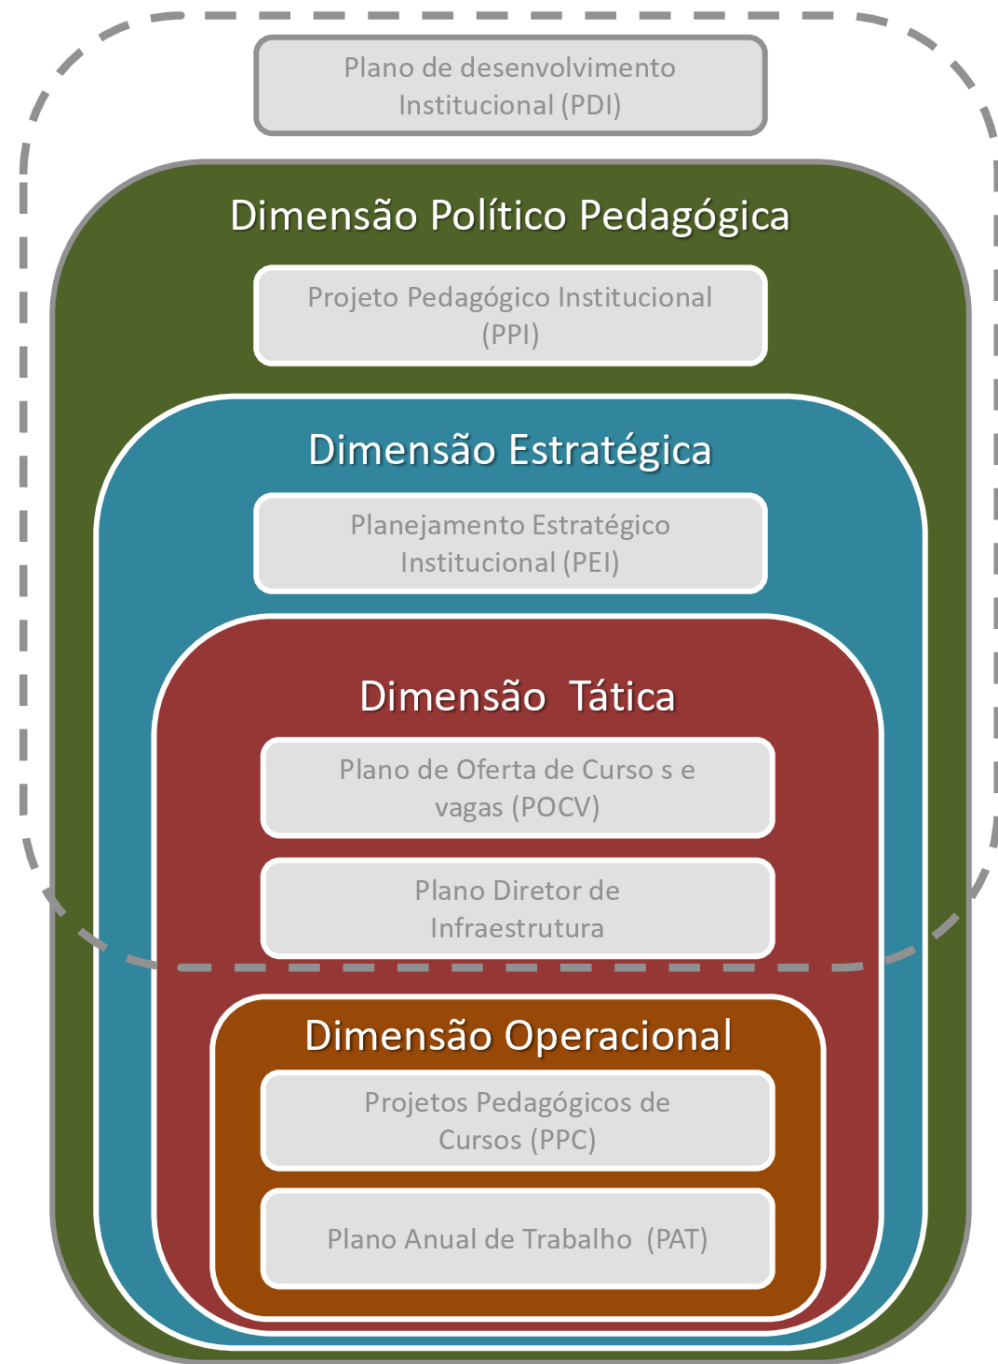 Plano de desenvolvimento
Institucional (PDI)
Dimensão Político Pedagógica
Projeto Pedagógico Institucional
(PPI)
Dimensão Estratégica
Planejamento Estratégico
Institucional (PEI)
Dimensão  Tática
Plano de Oferta de Curso s e
vagas (POCV)
Plano Diretor de
Infraestrutura
Dimensão Operacional
Projetos Pedagógicos de
Cursos (PPC)
Plano Anual de Trabalho  (PAT)